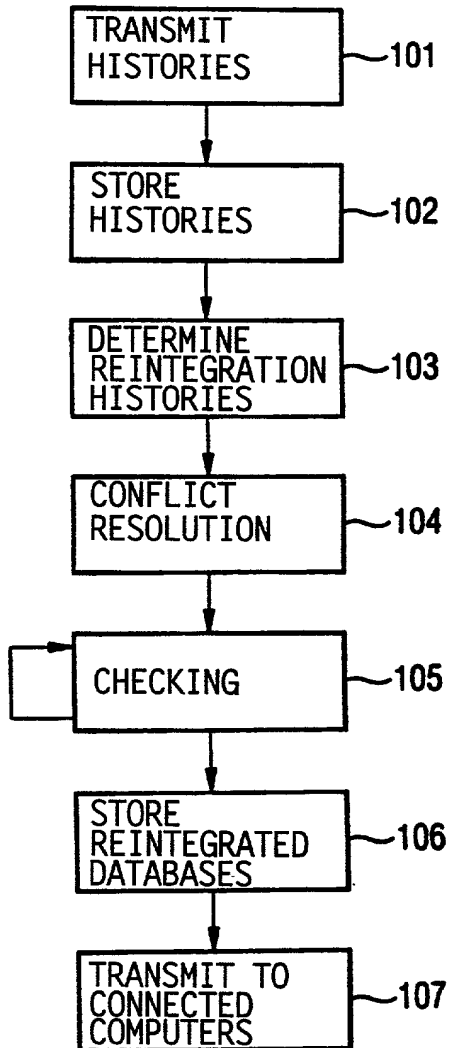 TRANSMIT
HISTORIES
101
STORE
HISTORIES
102
DETERMINE
REINTEGRATION
HISTORIES
103
CONFLICT
RESOLUTION
104
CHECKING
105
STORE
REINTEGRATED
DATABASES
106
TRANSMIT TO
CONNECTED
COMPUTERS
107